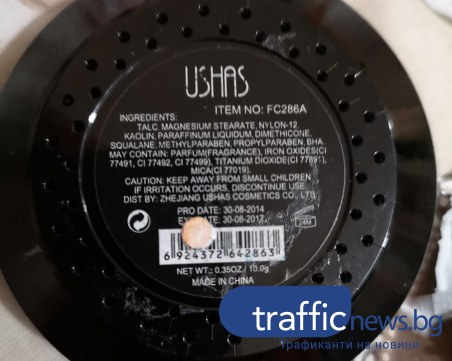 USHAS
ITEM NO: FC286A
INGREDIENTS:
TALC, MAGNESIUM STEARATE, NYLON-12,
KAOLIN, PARAFFINUM LIQUIDUM, DIMETHICONE,
SQUALANE, METHYLPARABEN, PROPYLPARABEN, BHA.
MAY CONTAIN: PARFUM(FRAGRANCE), IRON OXIDES(CI
77491, CI 77492, CI 77499), TITANIUM DIOXIDE(CI 77891),
MICA(CI 77019).
CAUTION: KEEP AWAY FROM SMALL CHILDREN
IF IRRITATION OCCURS, DISCONTINUE USE.
DIST BY: ZHEJIANG USHAS COSMETICS CO., LTD.
PRO DATE: 30-08-2014
DATE: 30-08-2017
24M
6 924372 642863
NET WT.: 0.35OZ / 10.0g
MADE IN CHINA
trafficnews.bg
трафиканти на новини